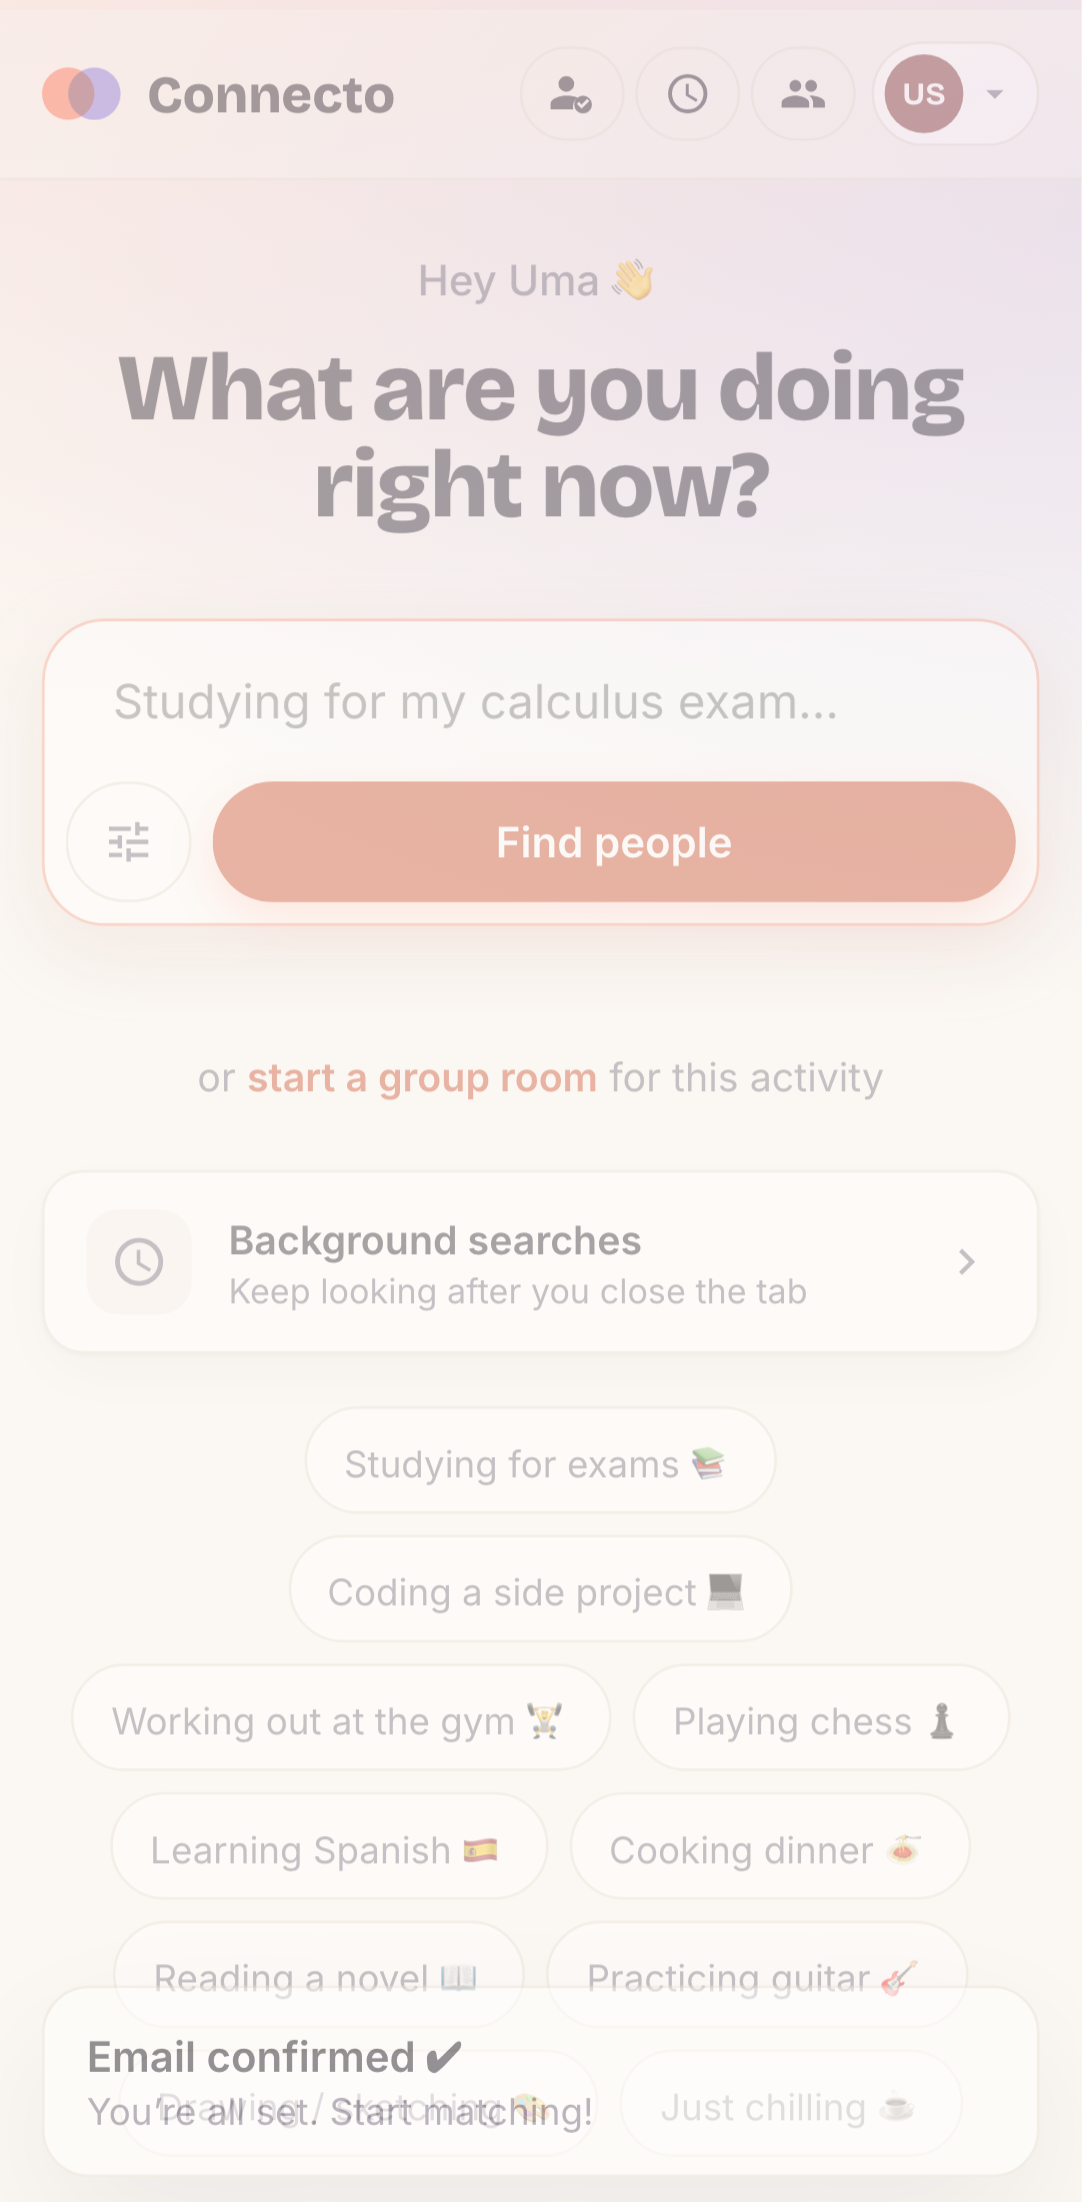 Connecto
US
Hey Uma 👋
What are you doing
right now?
Studying for my calculus exam...
Find people
or start a group room for this activity
Background searches
Keep looking after you close the tab
Studying for exams 📚
Coding a side project 💻
Working out at the gym 🏋️ Playing chess ♟️
Learning Spanish 🇪🇸 Cooking dinner 🍝
Reading a novel 📖 Practicing guitar 🎸
Email confirmed ✔
You're all set. Start matching!
Drawing / sketching 🎨 Just chilling ☕